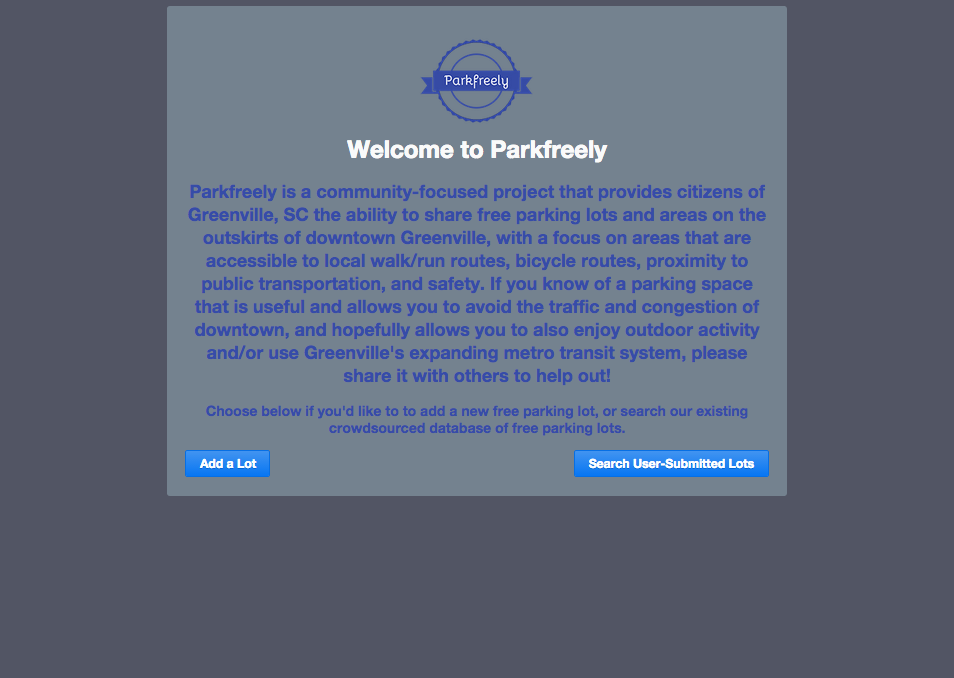 Parkfreely
Welcome to Parkfreely
Parkfreely is a community-focused project that provides citizens of
Greenville, SC the ability to share free parking lots and areas on the
outskirts of downtown Greenville, with a focus on areas that are
accessible to local walk/run routes, bicycle routes, proximity to
public transportation, and safety. If you know of a parking space
that is useful and allows you to avoid the traffic and congestion of
downtown, and hopefully allows you to also enjoy outdoor activity
and/or use Greenville's expanding metro transit system, please
share it with others to help out!
Choose below if you'd like to to add a new free parking lot, or search our existing
crowdsourced database of free parking lots.
Add a Lot
Search User-Submitted Lots